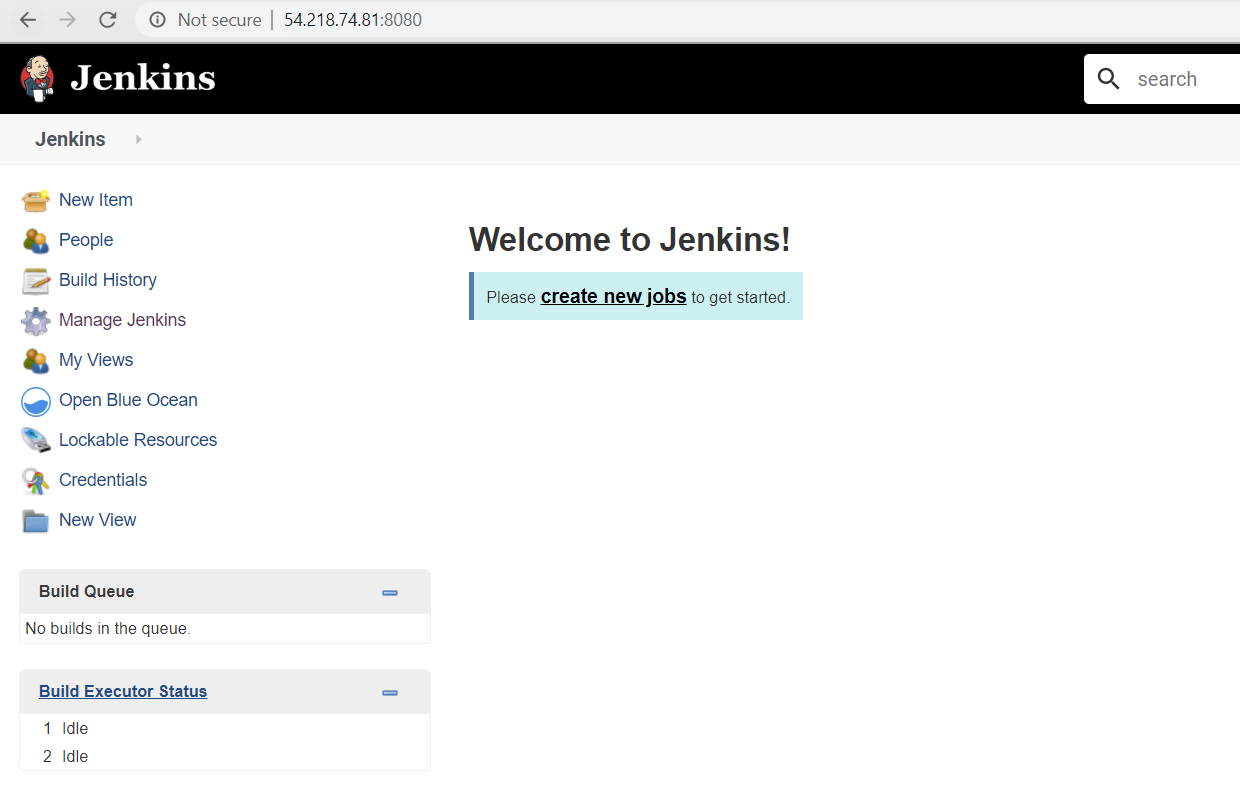 Not secure | 54.218.74.81:8080
Jenkins
search
Jenkins
New Item
People
Build History
Manage Jenkins
My Views
Open Blue Ocean
Lockable Resources
Credentials
New View
Welcome to Jenkins!
Please create new jobs to get started.
Build Queue
No builds in the queue.
Build Executor Status
1 Idle
2 Idle